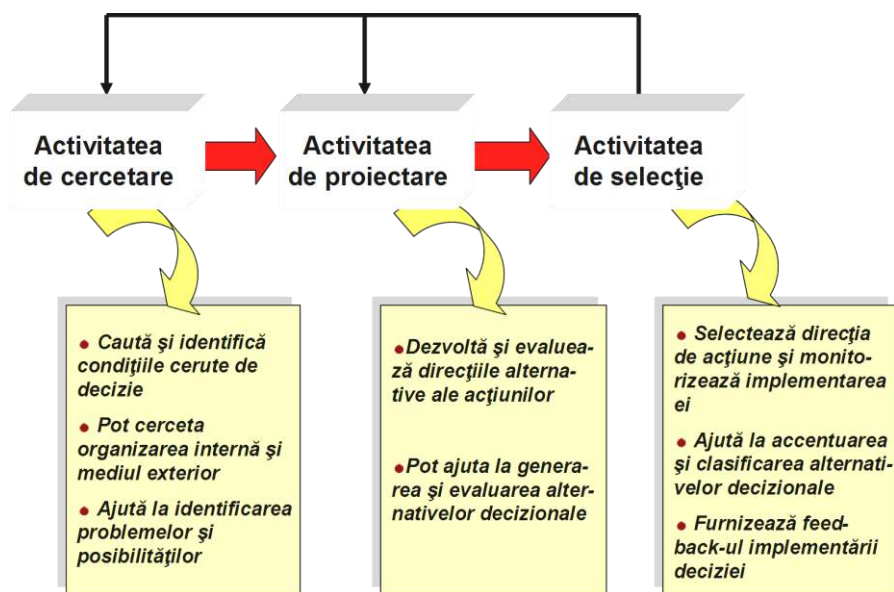 Activitatea
de cercetare
Activitatea
de proiectare
Activitatea
de selecţie
● Caută şi identifică
condiţiile cerute de
decizie
● Pot cerceta
organizarea internă şi
mediul exterior
● Ajută la identificarea
problemelor şi
posibilităţilor
● Dezvoltă şi evaluea-
ază direcţiile alterna-
tive ale acţiunilor
● Pot ajuta la genera-
rea şi evaluarea alter-
nativelor decizionale
● Selectează direcţia
de acţiune şi monito-
rizează implementarea
ei
● Ajută la accentuarea
şi clasificarea alternati-
velor decizionale
● Furnizează feed-
back-ul implementării
deciziei